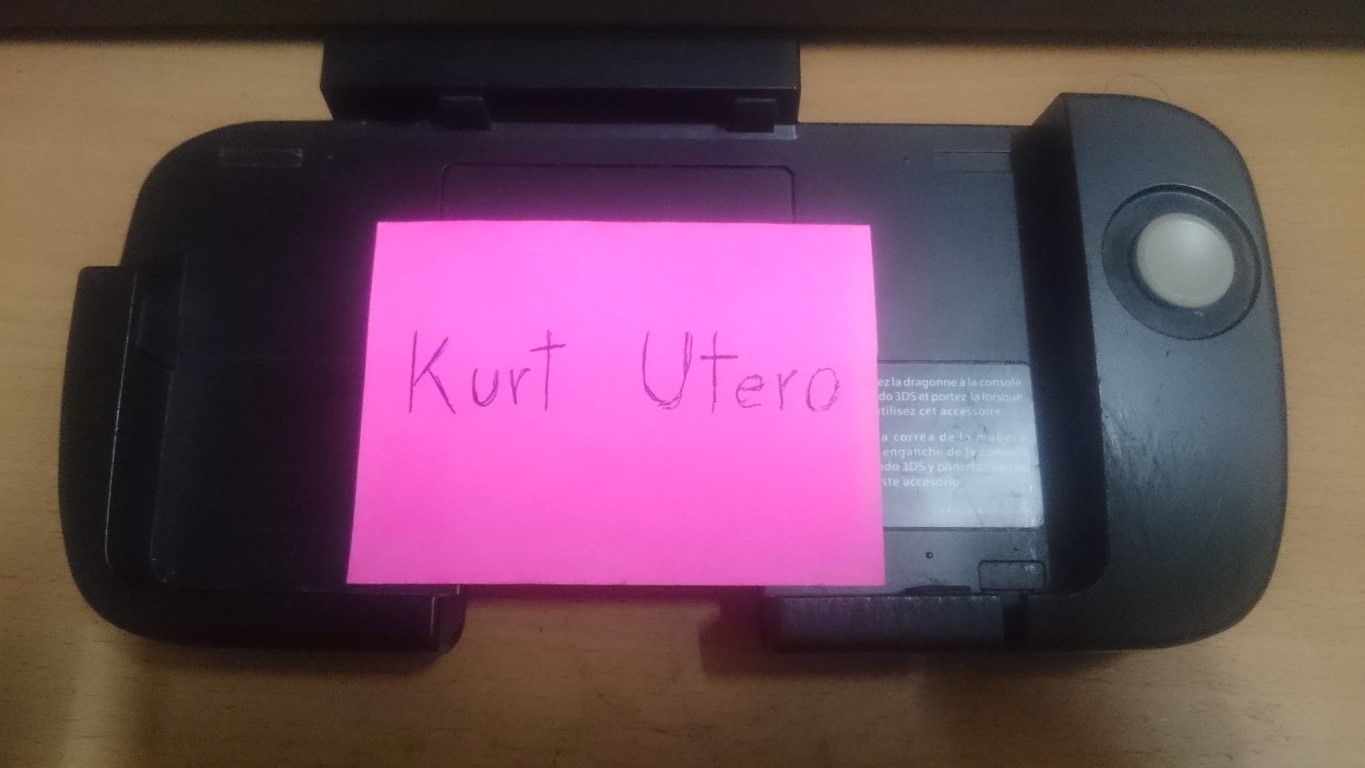 Kurt Utero
ez la dragonne à la console
do 3DS et portez-la lorsque
utilisez cet accessoire.
a correa de la muñeca
enganche de la consola
do 3DS y póntela cuando
ste accesorio.